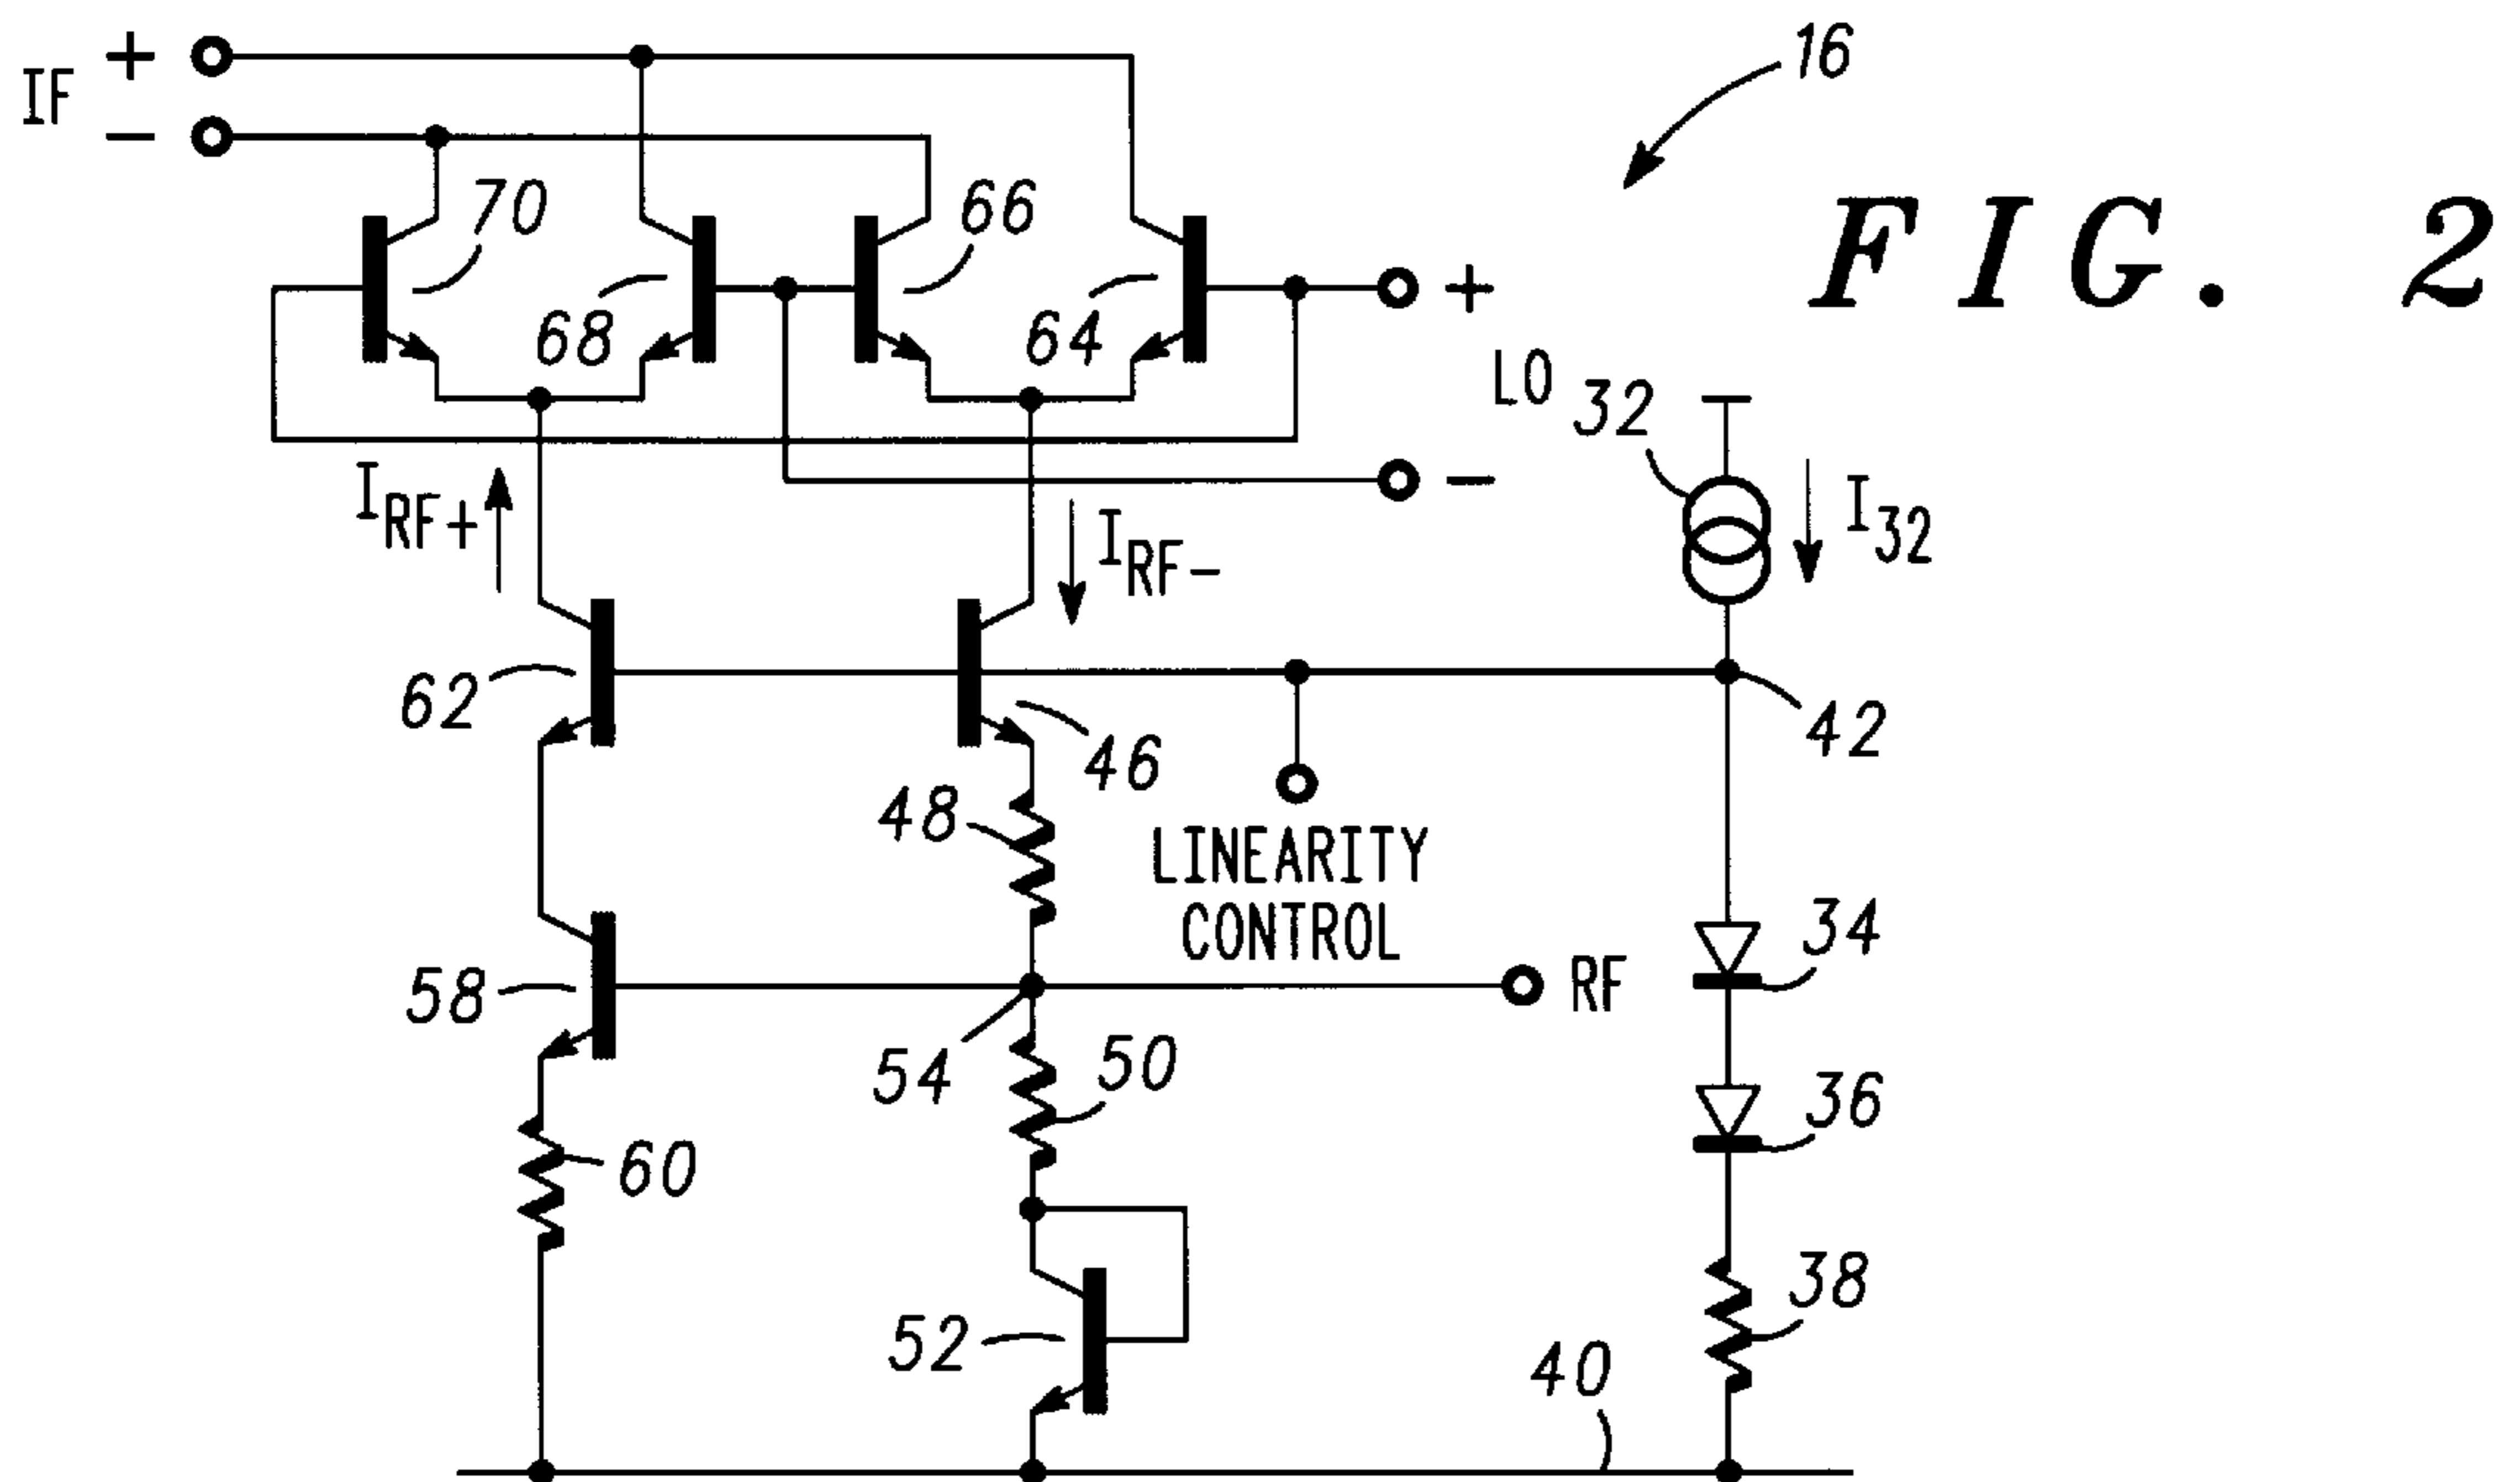 16
IF + −
FIG. 2
70
66
68
64
+
LO
−
32
I32
IRF+
IRF−
62
46
42
48
LINEARITY
CONTROL
34
58
RF
54
50
36
60
38
52
40